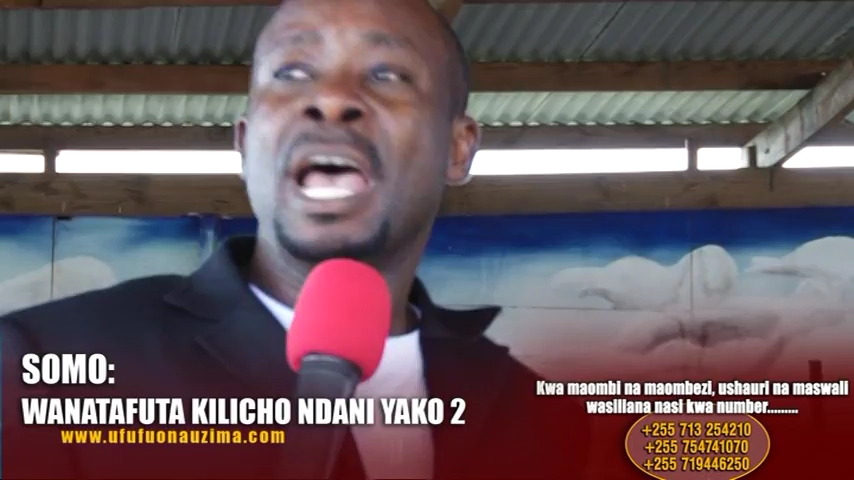 SOMO:
WANATAFUTA KILICHO NDANI YAKO 2
www.ufufuonauzima.com
Kwa maombi na maombezi, ushauri na maswali
wasiliana nasi kwa number.........
+255 713 254210
+255 754741070
+255 719446250